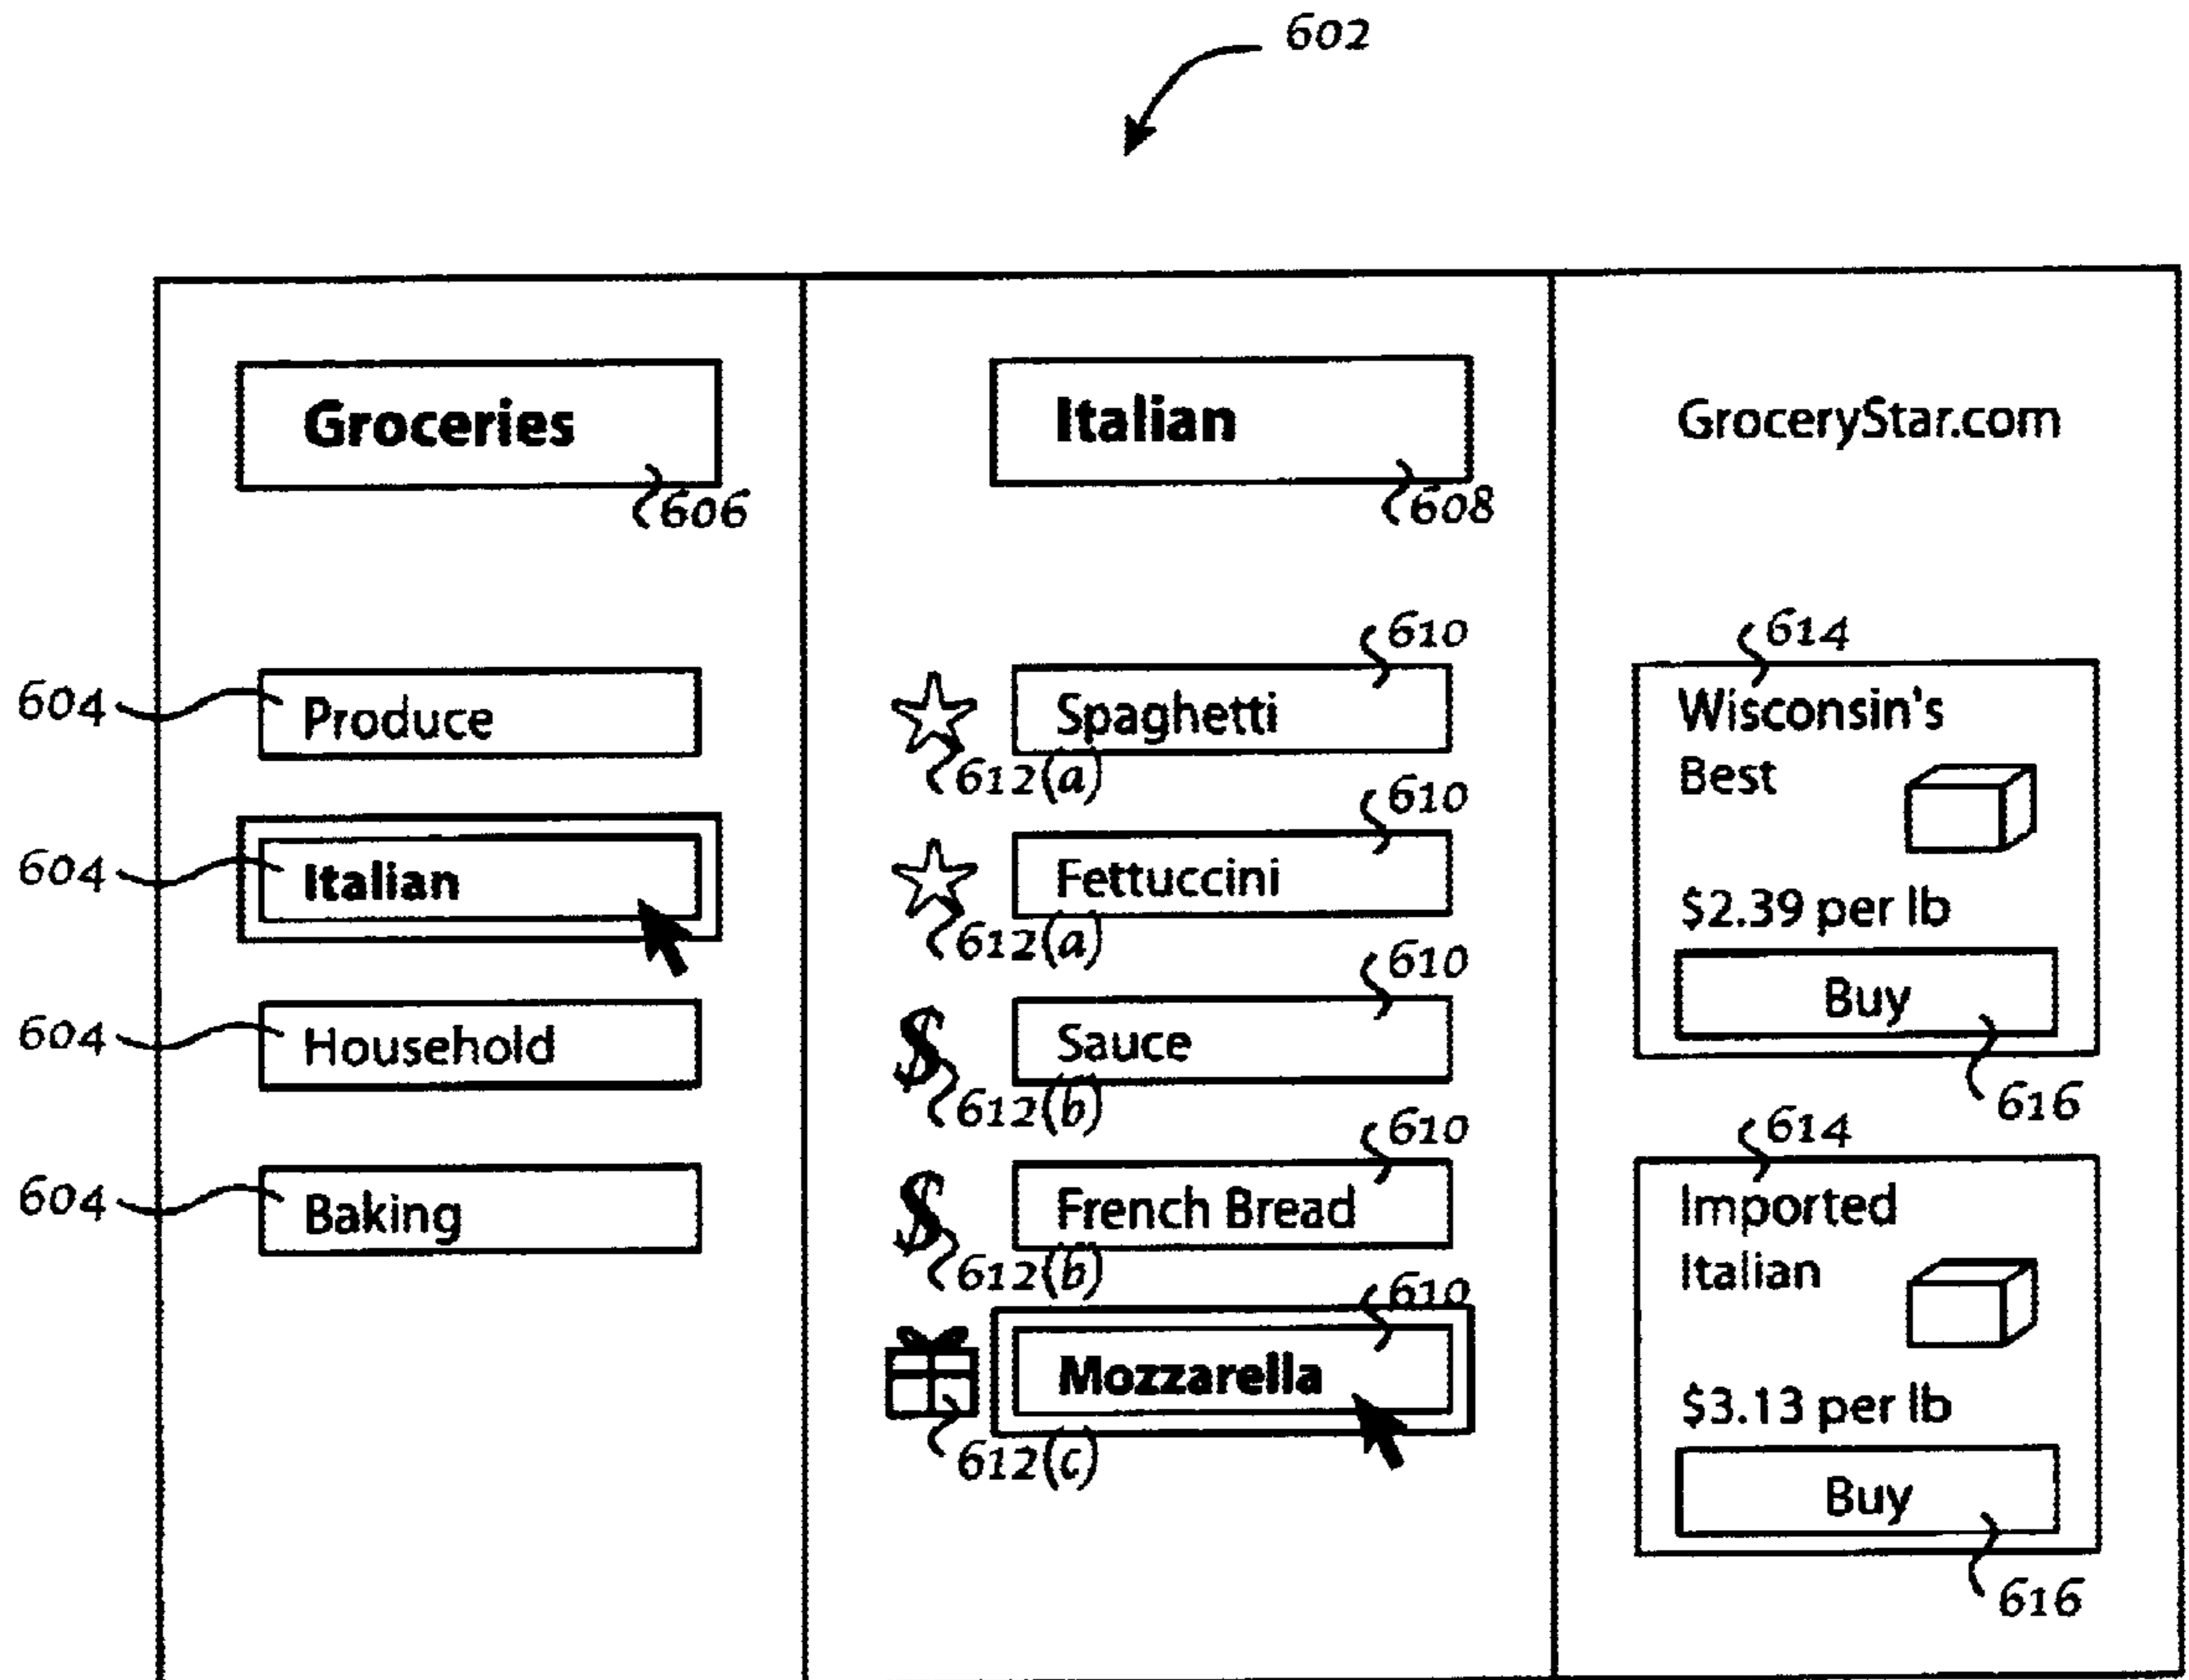 602
Groceries
606
604
Produce
604
Italian
604
Household
604
Baking
Italian
608
610
Spaghetti
612(a)
610
Fettuccini
612(a)
610
Sauce
612(b)
610
French Bread
612(b)
610
Mozzarella
612(c)
GroceryStar.com
614
Wisconsin's
Best
$2.39 per lb
Buy
616
614
Imported
Italian
$3.13 per lb
Buy
616